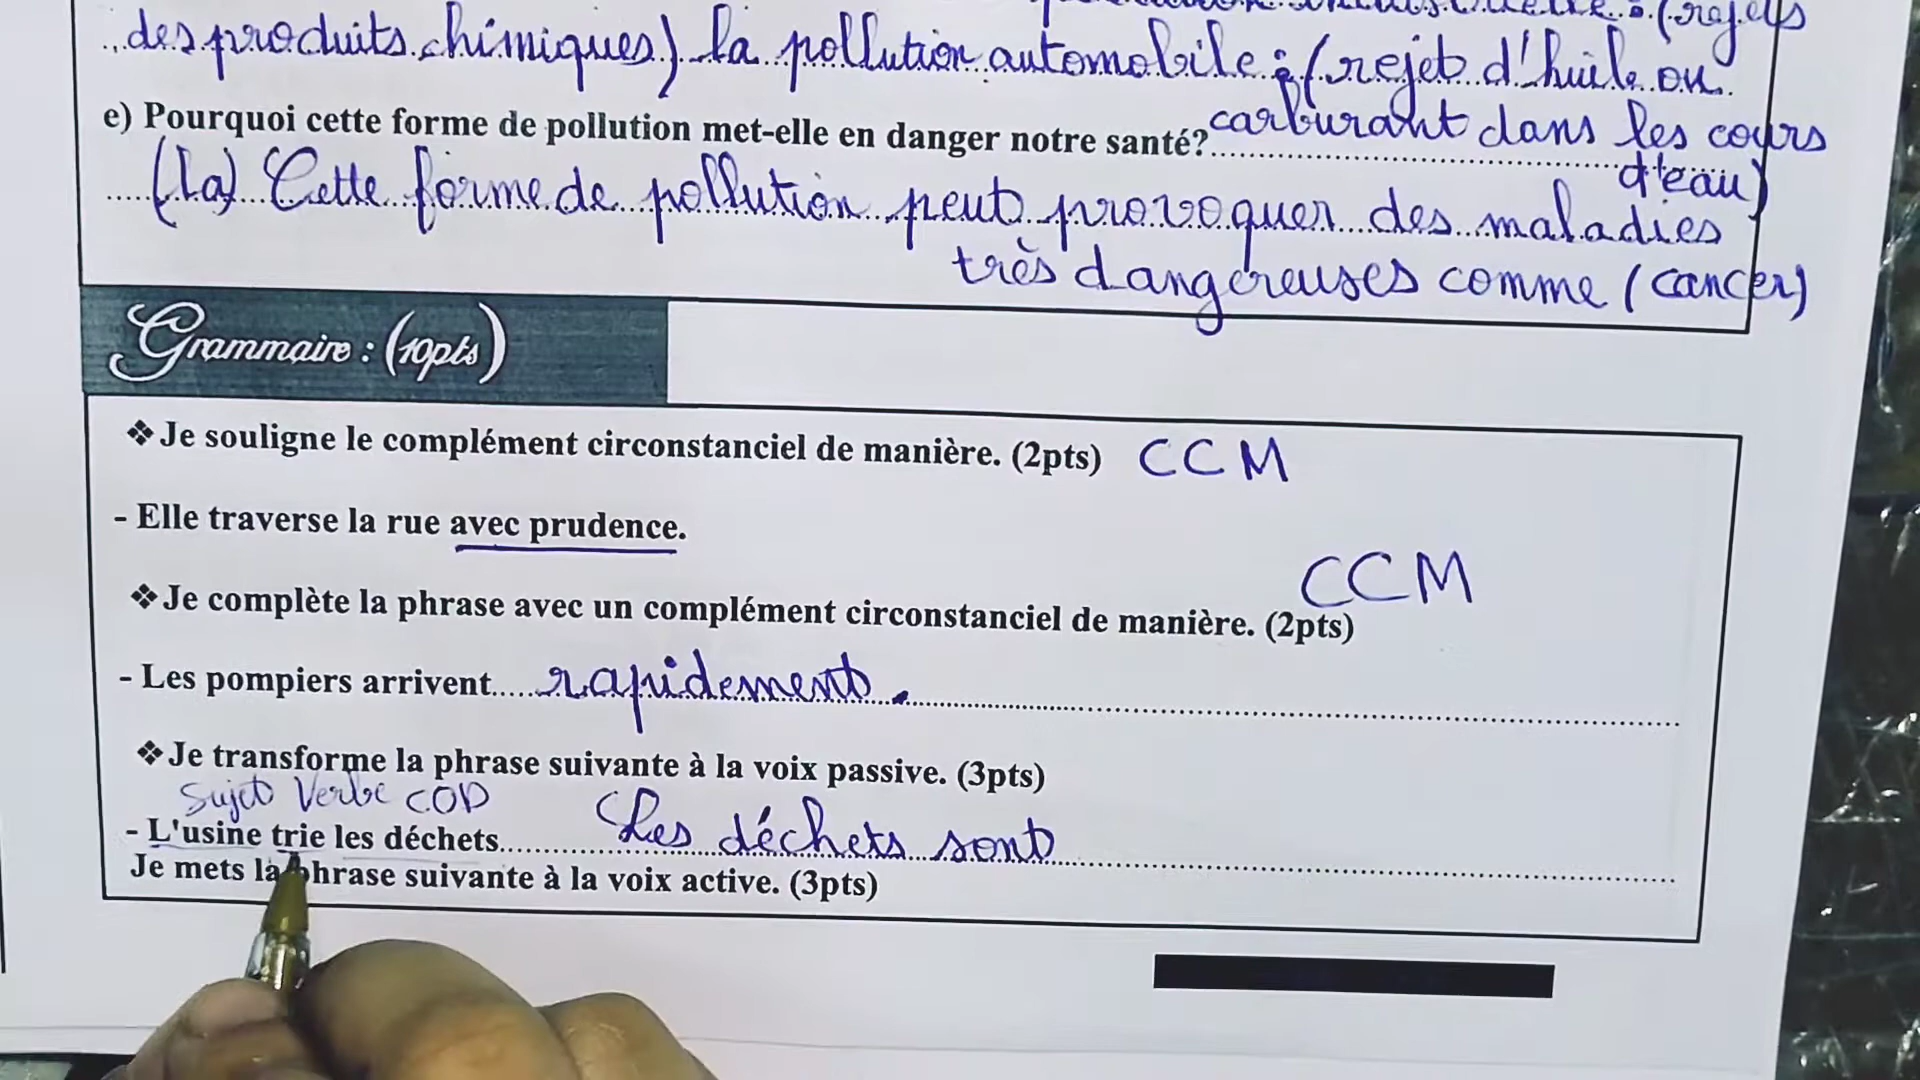 : (rejets
des produits chimiques) la pollution automobile : (rejet d'huile ou
e) Pourquoi cette forme de pollution met-elle en danger notre santé? carburant dans les cours
d'eau)
(la) Cette forme de pollution peut provoquer des maladies
très dangereuses comme (cancer)
Grammaire : (10pts)
❖Je souligne le complément circonstanciel de manière. (2pts) CCM
- Elle traverse la rue avec prudence.
CCM
❖Je complète la phrase avec un complément circonstanciel de manière. (2pts)
- Les pompiers arrivent.....rapidement.
❖Je transforme la phrase suivante à la voix passive. (3pts)
Sujet Verbe COD
- L'usine trie les déchets..........Les déchets sont
Je mets la phrase suivante à la voix active. (3pts)